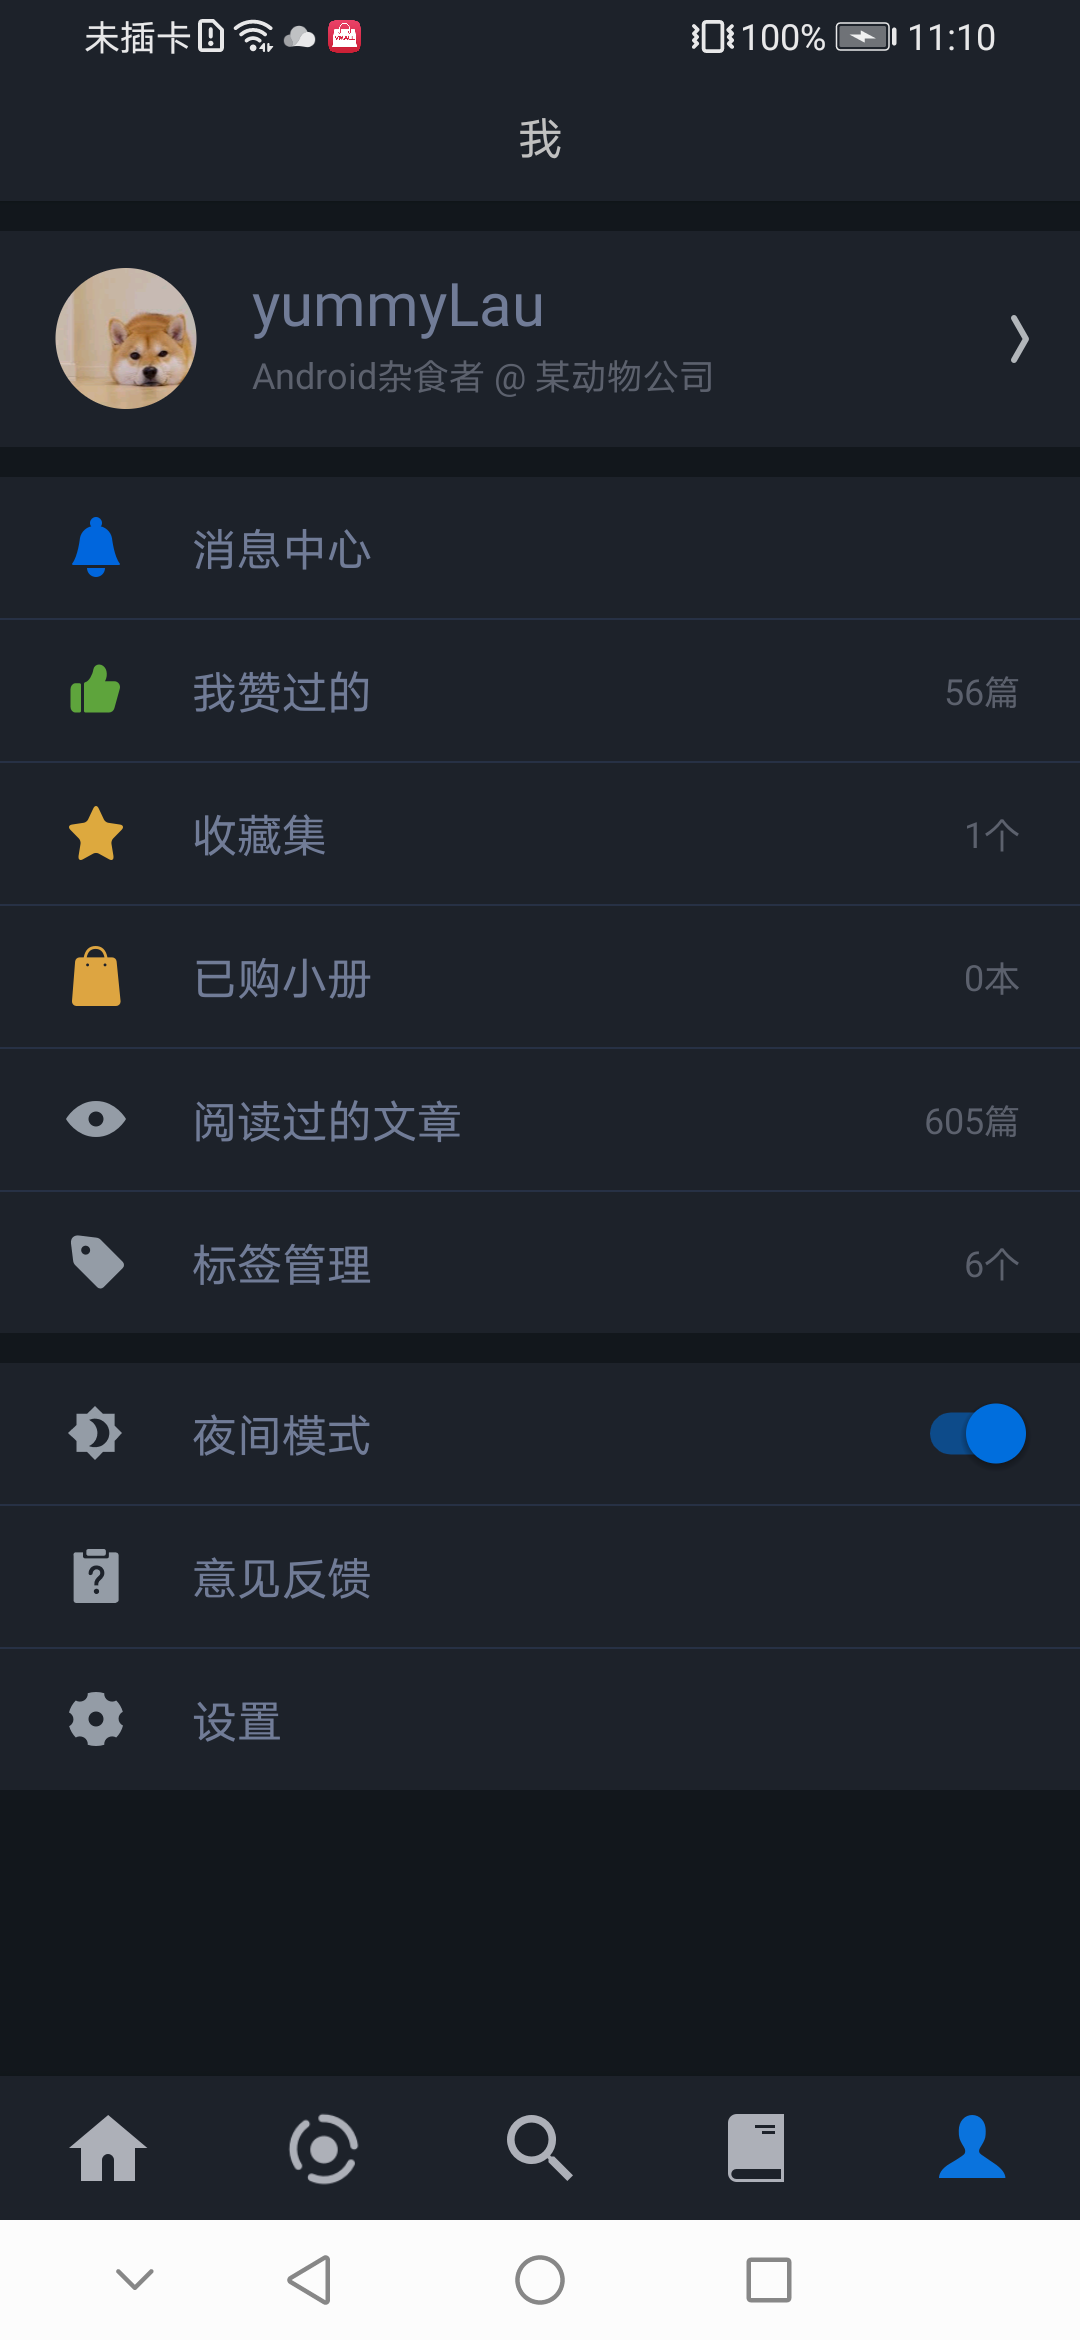 未插卡 100% 11:10
我
yummyLau
Android杂食者 @ 某动物公司
消息中心
我赞过的 56篇
收藏集 1个
已购小册 0本
阅读过的文章 605篇
标签管理 6个
夜间模式
意见反馈
设置